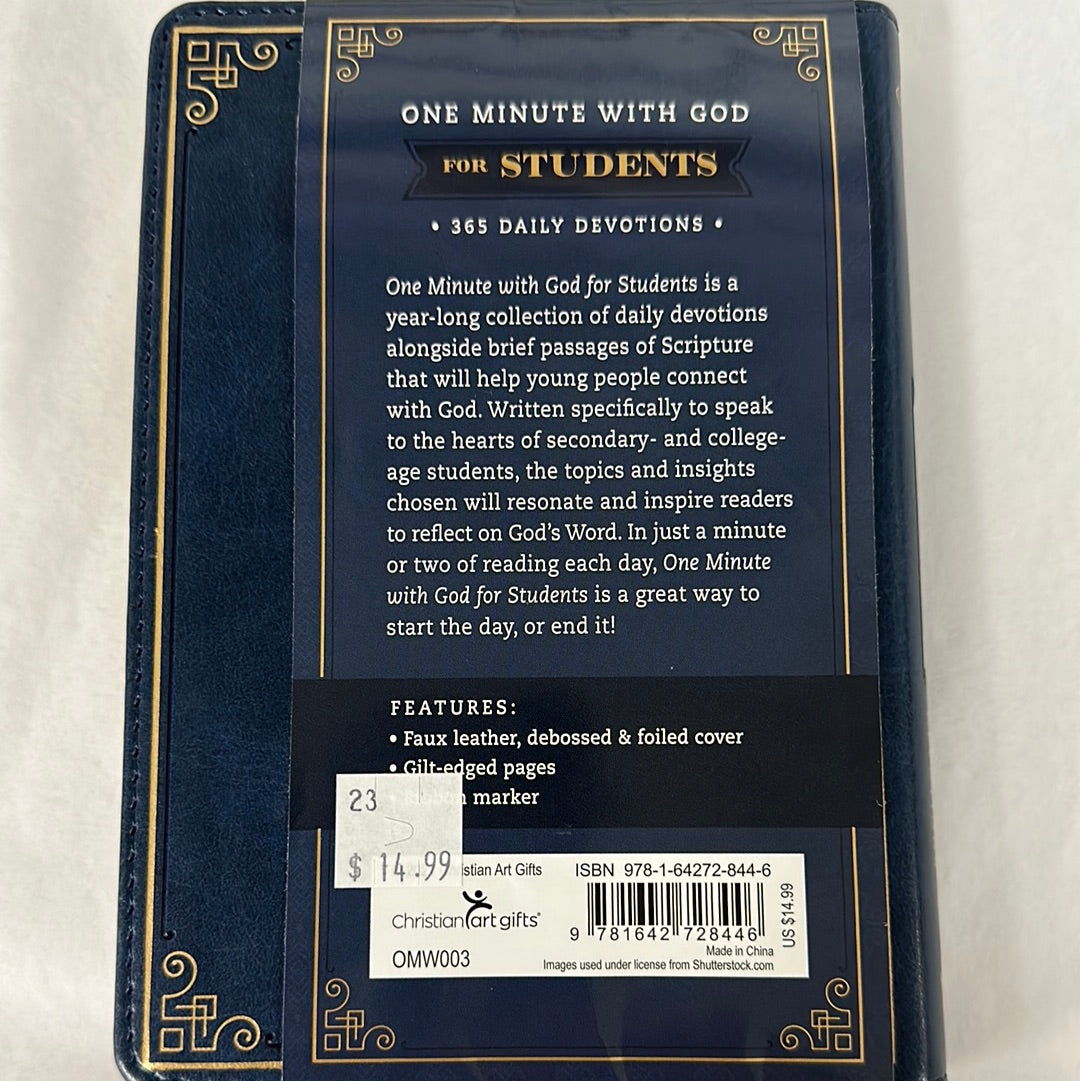 ONE MINUTE WITH GOD
FOR STUDENTS
• 365 DAILY DEVOTIONS •
One Minute with God for Students is a
year-long collection of daily devotions
alongside brief passages of Scripture
that will help young people connect
with God. Written specifically to speak
to the hearts of secondary- and college-
age students, the topics and insights
chosen will resonate and inspire readers
to reflect on God's Word. In just a minute
or two of reading each day, One Minute
with God for Students is a great way to
start the day, or end it!
FEATURES:
• Faux leather, debossed & foiled cover
• Gilt-edged pages
• Ribbon marker
23
$ 14.99
stian Art Gifts
ISBN 978-1-64272-844-6
Christian art gifts®
9 781642 728446
US $14.99
OMW003
Made in China
Images used under license from Shutterstock.com